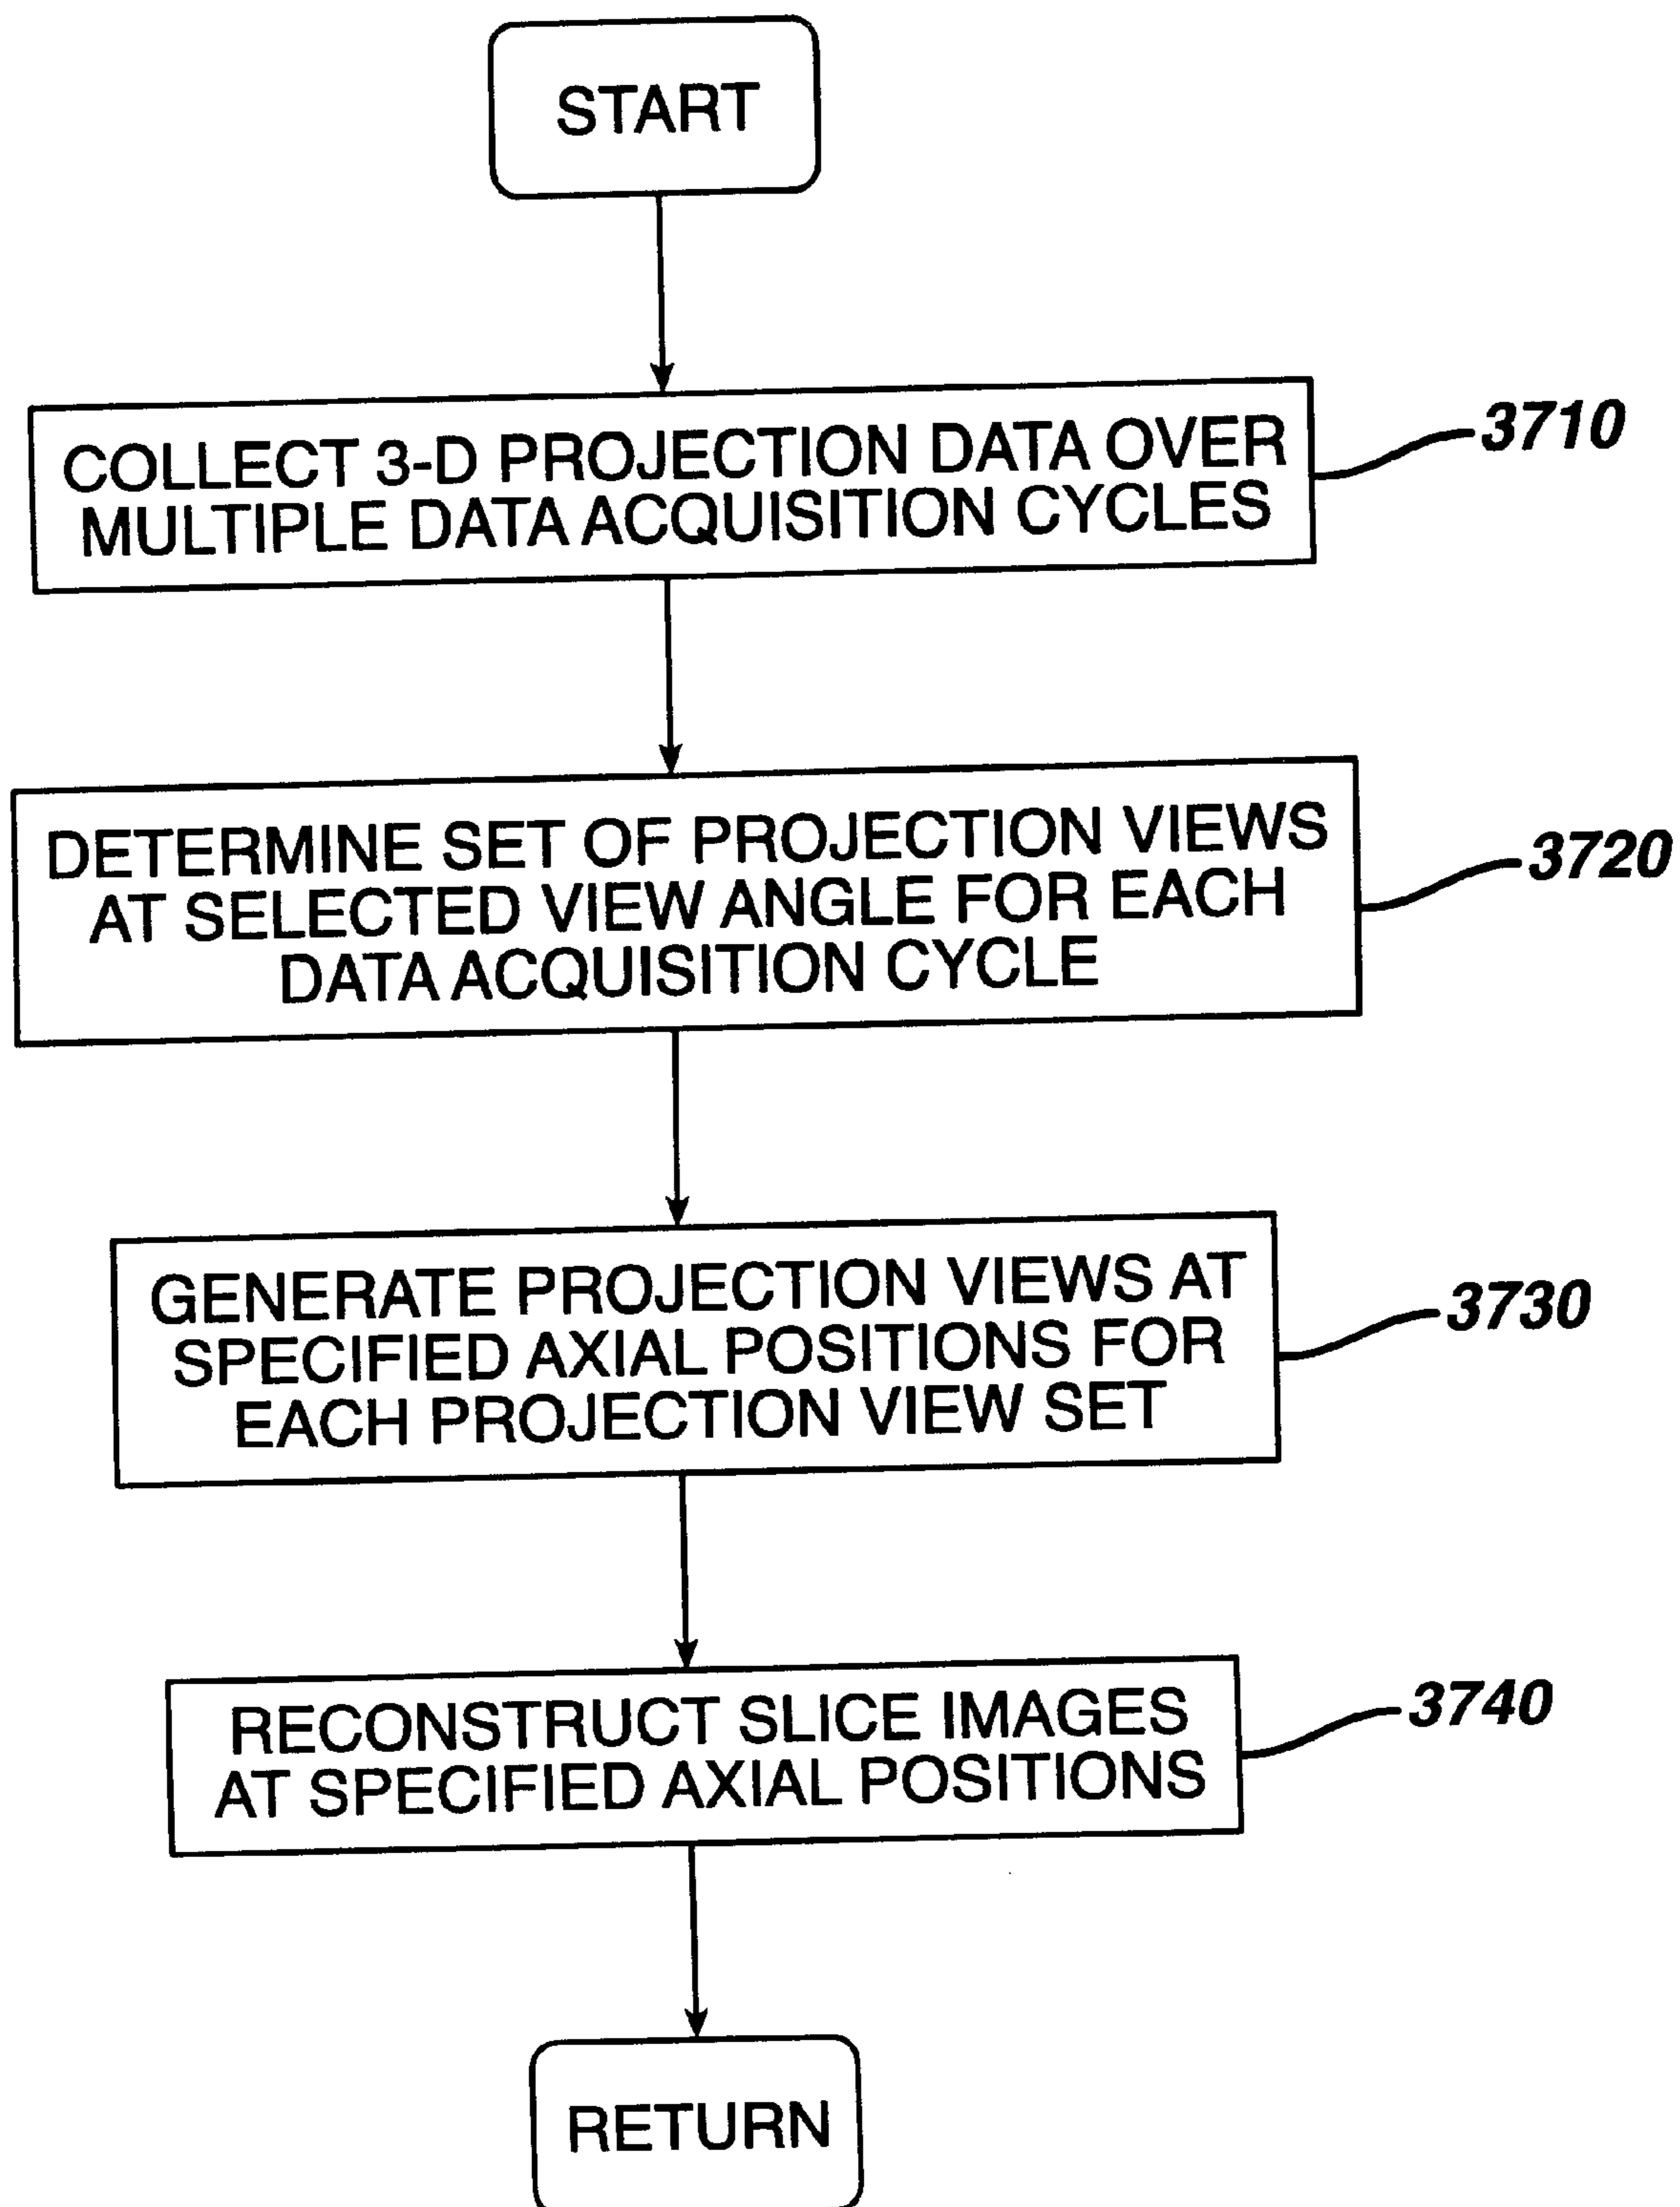 START
COLLECT 3-D PROJECTION DATA OVER
MULTIPLE DATA ACQUISITION CYCLES
3710
DETERMINE SET OF PROJECTION VIEWS
AT SELECTED VIEW ANGLE FOR EACH
DATA ACQUISITION CYCLE
3720
GENERATE PROJECTION VIEWS AT
SPECIFIED AXIAL POSITIONS FOR
EACH PROJECTION VIEW SET
3730
RECONSTRUCT SLICE IMAGES
AT SPECIFIED AXIAL POSITIONS
3740
RETURN